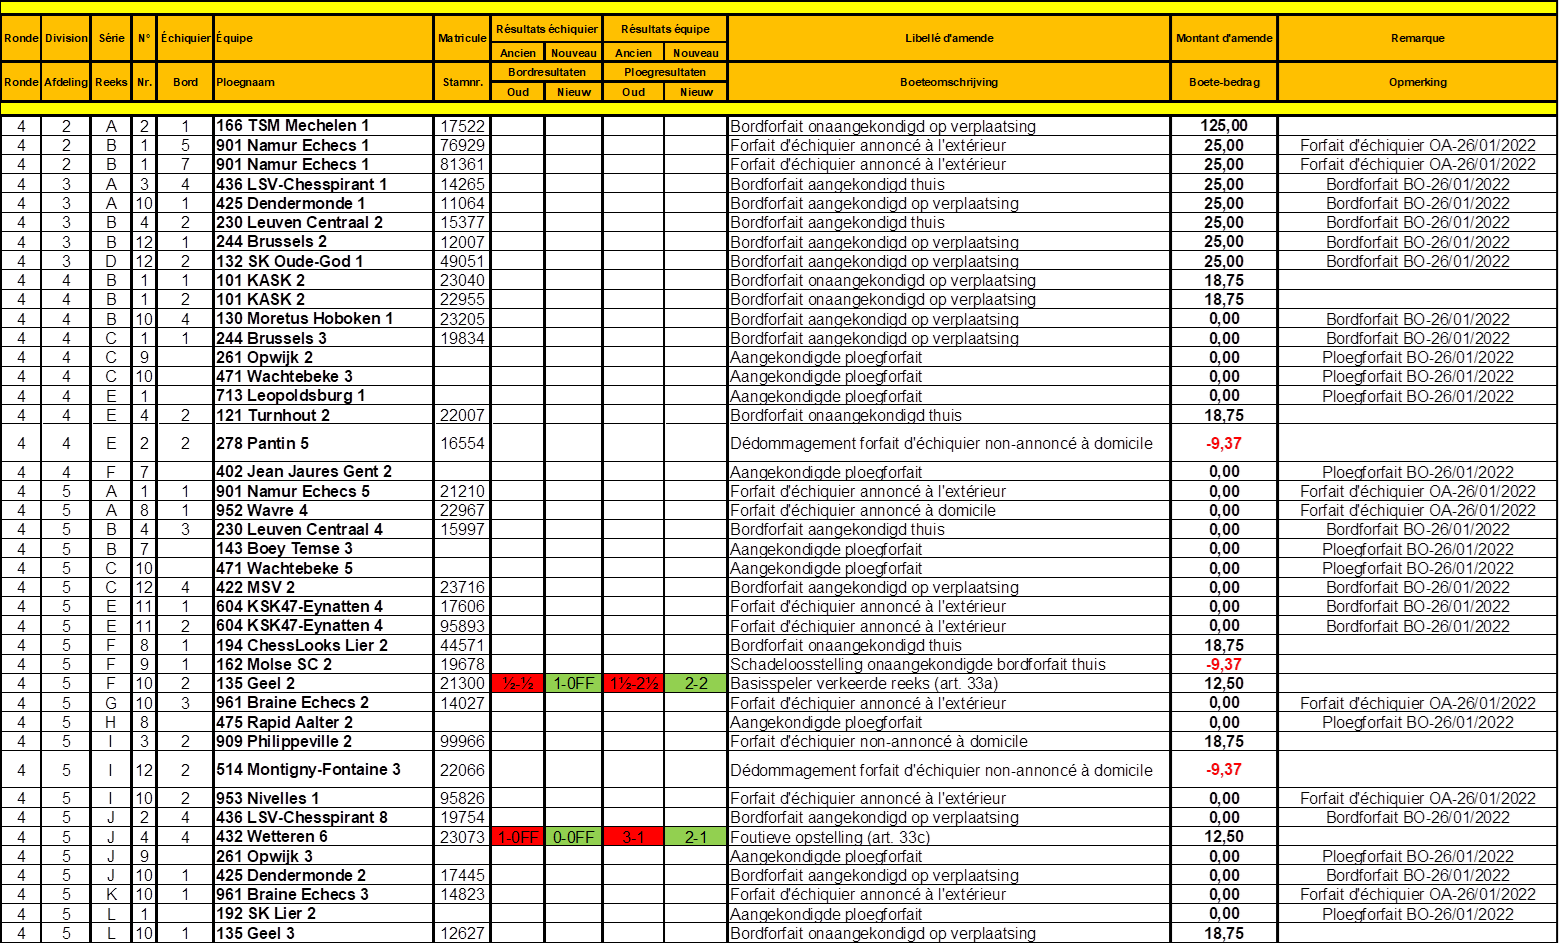 Ronde Division Série N° Échiquier Équipe Matricule Résultats échiquier Résultats équipe Libellé d'amende Montant d'amende Remarque
Ancien Nouveau Ancien Nouveau
Ronde Afdeling Reeks Nr. Bord Ploegnaam Stamnr. Bordresultaten Ploegresultaten Boeteomschrijving Boete-bedrag Opmerking
Oud Nieuw Oud Nieuw
4 2 A 2 1 166 TSM Mechelen 1 17522 Bordforfait onaangekondigd op verplaatsing 125,00
4 2 B 1 5 901 Namur Echecs 1 76929 Forfait d'échiquier annoncé à l'extérieur 25,00 Forfait d'échiquier OA-26/01/2022
4 2 B 1 7 901 Namur Echecs 1 81361 Forfait d'échiquier annoncé à l'extérieur 25,00 Forfait d'échiquier OA-26/01/2022
4 3 A 3 4 436 LSV-Chesspirant 1 14265 Bordforfait aangekondigd thuis 25,00 Bordforfait BO-26/01/2022
4 3 A 10 1 425 Dendermonde 1 11064 Bordforfait aangekondigd op verplaatsing 25,00 Bordforfait BO-26/01/2022
4 3 B 4 2 230 Leuven Centraal 2 15377 Bordforfait aangekondigd thuis 25,00 Bordforfait BO-26/01/2022
4 3 B 12 1 244 Brussels 2 12007 Bordforfait aangekondigd op verplaatsing 25,00 Bordforfait BO-26/01/2022
4 3 D 12 2 132 SK Oude-God 1 49051 Bordforfait aangekondigd op verplaatsing 25,00 Bordforfait BO-26/01/2022
4 4 B 1 1 101 KASK 2 23040 Bordforfait onaangekondigd op verplaatsing 18,75
4 4 B 1 2 101 KASK 2 22955 Bordforfait onaangekondigd op verplaatsing 18,75
4 4 B 10 4 130 Moretus Hoboken 1 23205 Bordforfait aangekondigd op verplaatsing 0,00 Bordforfait BO-26/01/2022
4 4 C 1 1 244 Brussels 3 19834 Bordforfait aangekondigd op verplaatsing 0,00 Bordforfait BO-26/01/2022
4 4 C 9 261 Opwijk 2 Aangekondigde ploegforfait 0,00 Ploegforfait BO-26/01/2022
4 4 C 10 471 Wachtebeke 3 Aangekondigde ploegforfait 0,00 Ploegforfait BO-26/01/2022
4 4 E 1 713 Leopoldsburg 1 Aangekondigde ploegforfait 0,00 Ploegforfait BO-26/01/2022
4 4 E 4 2 121 Turnhout 2 22007 Bordforfait onaangekondigd thuis 18,75
4 4 E 2 2 278 Pantin 5 16554 Dédommagement forfait d'échiquier non-annoncé à domicile -9,37
4 4 F 7 402 Jean Jaures Gent 2 Aangekondigde ploegforfait 0,00 Ploegforfait BO-26/01/2022
4 5 A 1 1 901 Namur Echecs 5 21210 Forfait d'échiquier annoncé à l'extérieur 0,00 Forfait d'échiquier OA-26/01/2022
4 5 A 8 1 952 Wavre 4 22967 Forfait d'échiquier annoncé à domicile 0,00 Forfait d'échiquier OA-26/01/2022
4 5 B 4 3 230 Leuven Centraal 4 15997 Bordforfait aangekondigd thuis 0,00 Bordforfait BO-26/01/2022
4 5 B 7 143 Boey Temse 3 Aangekondigde ploegforfait 0,00 Ploegforfait BO-26/01/2022
4 5 C 10 471 Wachtebeke 5 Aangekondigde ploegforfait 0,00 Ploegforfait BO-26/01/2022
4 5 C 12 4 422 MSV 2 23716 Bordforfait aangekondigd op verplaatsing 0,00 Bordforfait BO-26/01/2022
4 5 E 11 1 604 KSK47-Eynatten 4 17606 Forfait d'échiquier annoncé à l'extérieur 0,00 Bordforfait BO-26/01/2022
4 5 E 11 2 604 KSK47-Eynatten 4 95893 Forfait d'échiquier annoncé à l'extérieur 0,00 Bordforfait BO-26/01/2022
4 5 F 8 1 194 ChessLooks Lier 2 44571 Bordforfait onaangekondigd thuis 18,75
4 5 F 9 1 162 Molse SC 2 19678 Schadeloosstelling onaangekondigde bordforfait thuis -9,37
4 5 F 10 2 135 Geel 2 21300 ½-½ 1-0FF 1½-2½ 2-2 Basisspeler verkeerde reeks (art. 33a) 12,50
4 5 G 10 3 961 Braine Echecs 2 14027 Forfait d'échiquier annoncé à l'extérieur 0,00 Forfait d'échiquier OA-26/01/2022
4 5 H 8 475 Rapid Aalter 2 Aangekondigde ploegforfait 0,00 Ploegforfait BO-26/01/2022
4 5 I 3 2 909 Philippeville 2 99966 Forfait d'échiquier non-annoncé à domicile 18,75
4 5 I 12 2 514 Montigny-Fontaine 3 22066 Dédommagement forfait d'échiquier non-annoncé à domicile -9,37
4 5 I 10 2 953 Nivelles 1 95826 Forfait d'échiquier annoncé à l'extérieur 0,00 Forfait d'échiquier OA-26/01/2022
4 5 J 2 4 436 LSV-Chesspirant 8 19754 Bordforfait aangekondigd op verplaatsing 0,00 Bordforfait BO-26/01/2022
4 5 J 4 4 432 Wetteren 6 23073 1-0FF 0-0FF 3-1 2-1 Foutieve opstelling (art. 33c) 12,50
4 5 J 9 261 Opwijk 3 Aangekondigde ploegforfait 0,00 Ploegforfait BO-26/01/2022
4 5 J 10 1 425 Dendermonde 2 17445 Bordforfait aangekondigd op verplaatsing 0,00 Bordforfait BO-26/01/2022
4 5 K 10 1 961 Braine Echecs 3 14823 Forfait d'échiquier annoncé à l'extérieur 0,00 Forfait d'échiquier OA-26/01/2022
4 5 L 1 192 SK Lier 2 Aangekondigde ploegforfait 0,00 Ploegforfait BO-26/01/2022
4 5 L 10 1 135 Geel 3 12627 Bordforfait onaangekondigd op verplaatsing 18,75